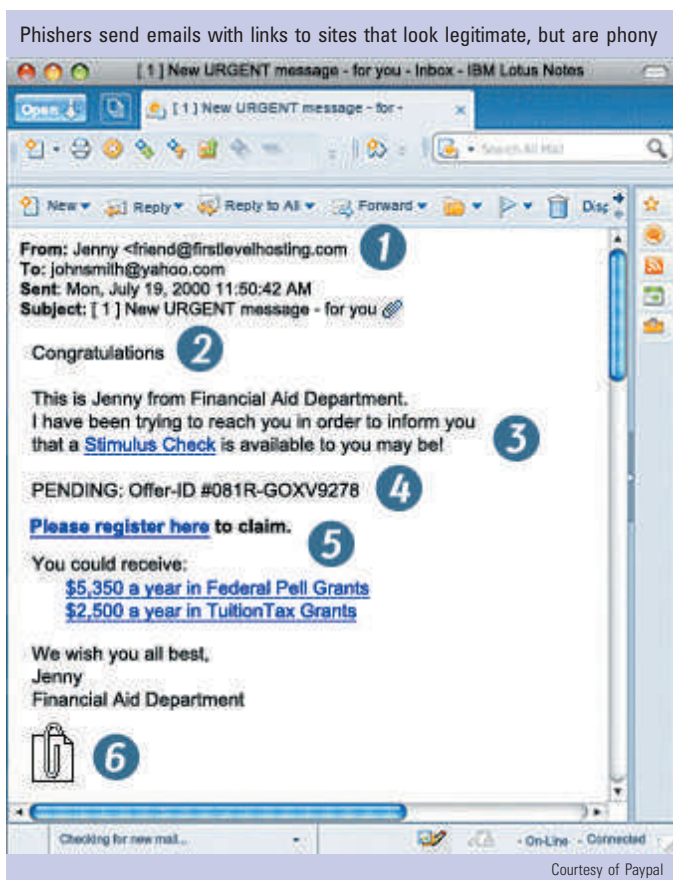 Phishers send emails with links to sites that look legitimate, but are phony
[ 1 ] New URGENT message - for you - Inbox - IBM Lotus Notes
Open
[ 1 ] New URGENT message - for -
Search All Mail
New Reply Reply to All Forward Disc
From: Jenny <friend@firstlevelhosting.com
1
To: johnsmith@yahoo.com
Sent: Mon, July 19, 2000 11:50:42 AM
Subject: [ 1 ] New URGENT message - for you
Congratulations
2
This is Jenny from Financial Aid Department.
I have been trying to reach you in order to inform you
that a Stimulus Check is available to you may be!
3
PENDING: Offer-ID #081R-GOXV9278
4
Please register here to claim.
5
You could receive:
$5,350 a year in Federal Pell Grants
$2,500 a year in TuitionTax Grants
We wish you all best,
Jenny
Financial Aid Department
6
Checking for new mail... - On-Line - Connected
Courtesy of Paypal